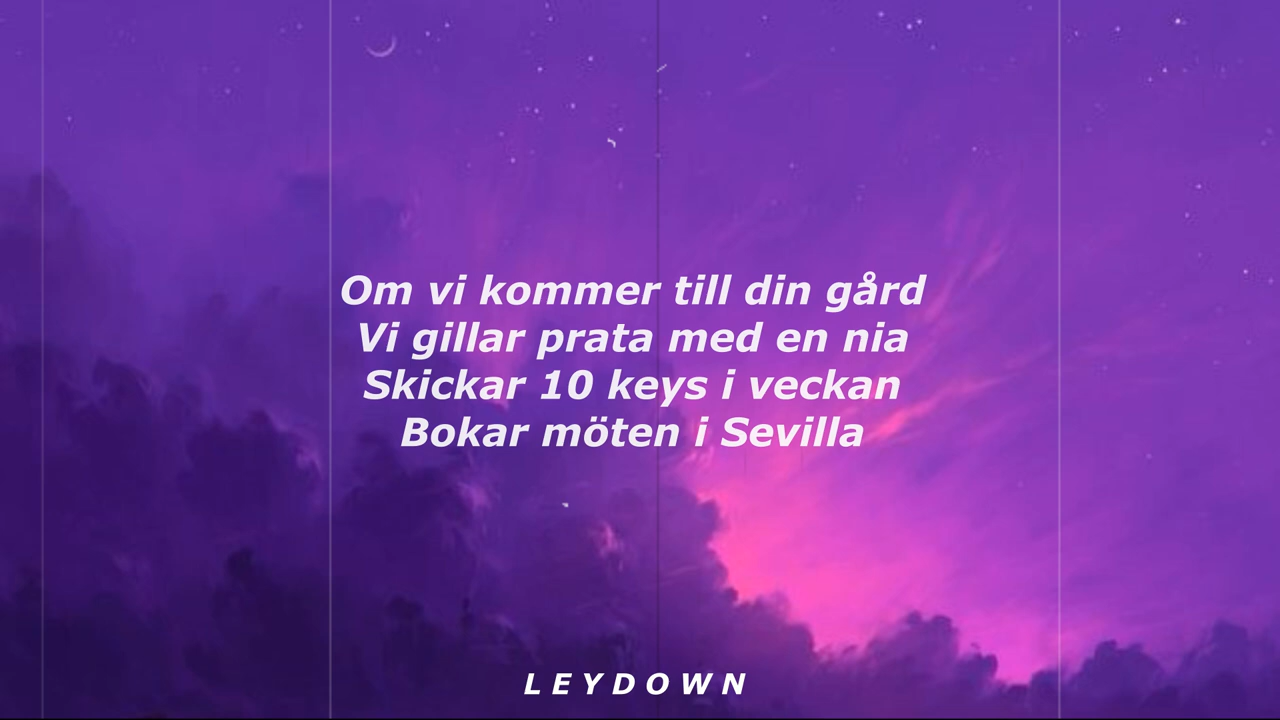 Om vi kommer till din gård
Vi gillar prata med en nia
Skickar 10 keys i veckan
Bokar möten i Sevilla
LEYDOWN